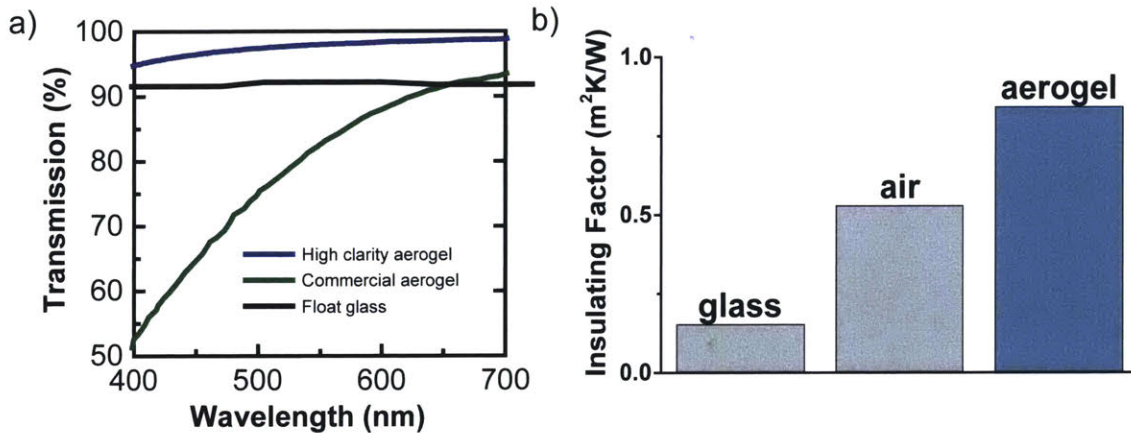 a)
100
90
80
70
60
50
Transmission (%)
High clarity aerogel
Commercial aerogel
Float glass
400 500 600 700
Wavelength (nm)
b)
1.0
0.5
0.0
Insulating Factor (m²K/W)
glass
air
aerogel